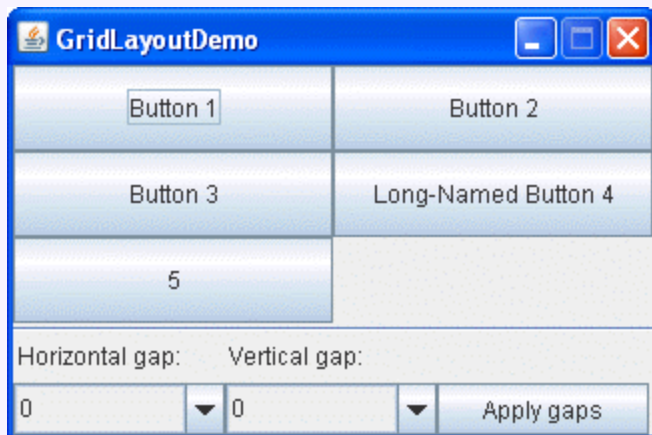 GridLayoutDemo
Button 1 Button 2
Button 3 Long-Named Button 4
5
Horizontal gap: Vertical gap:
0 0 Apply gaps